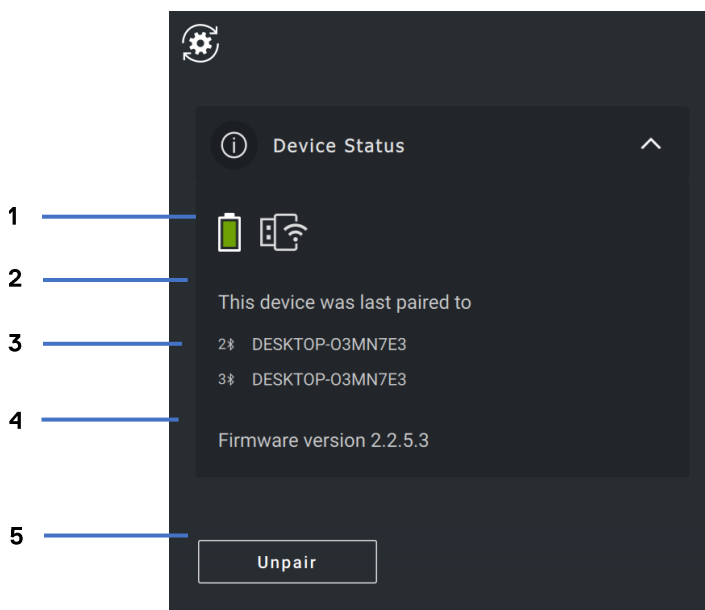 Device Status
1
2
This device was last paired to
3
2 DESKTOP-O3MN7E3
3 DESKTOP-O3MN7E3
4
Firmware version 2.2.5.3
5
Unpair